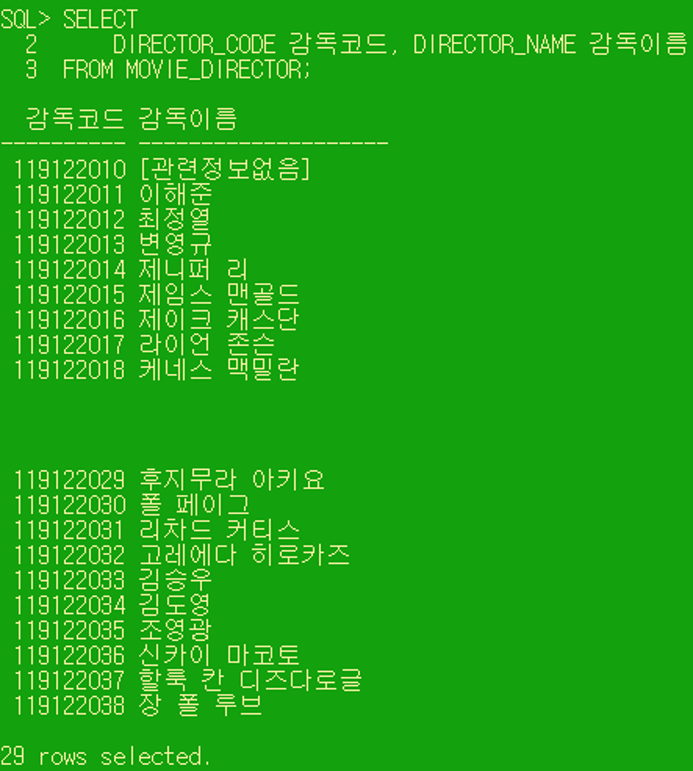 SQL> SELECT
2 DIRECTOR_CODE 감독코드, DIRECTOR_NAME 감독이름
3 FROM MOVIE_DIRECTOR;
감독코드 감독이름
---------- --------------------
119122010 [관련정보없음]
119122011 이해준
119122012 최정열
119122013 변영규
119122014 제니퍼 리
119122015 제임스 맨골드
119122016 제이크 캐스단
119122017 라이언 존슨
119122018 케네스 맥밀란
119122029 후지무라 아키요
119122030 폴 페이그
119122031 리차드 커티스
119122032 고레에다 히로카즈
119122033 김승우
119122034 김도영
119122035 조영광
119122036 신카이 마코토
119122037 할룩 칸 디즈다로글
119122038 장 폴 루브
29 rows selected.